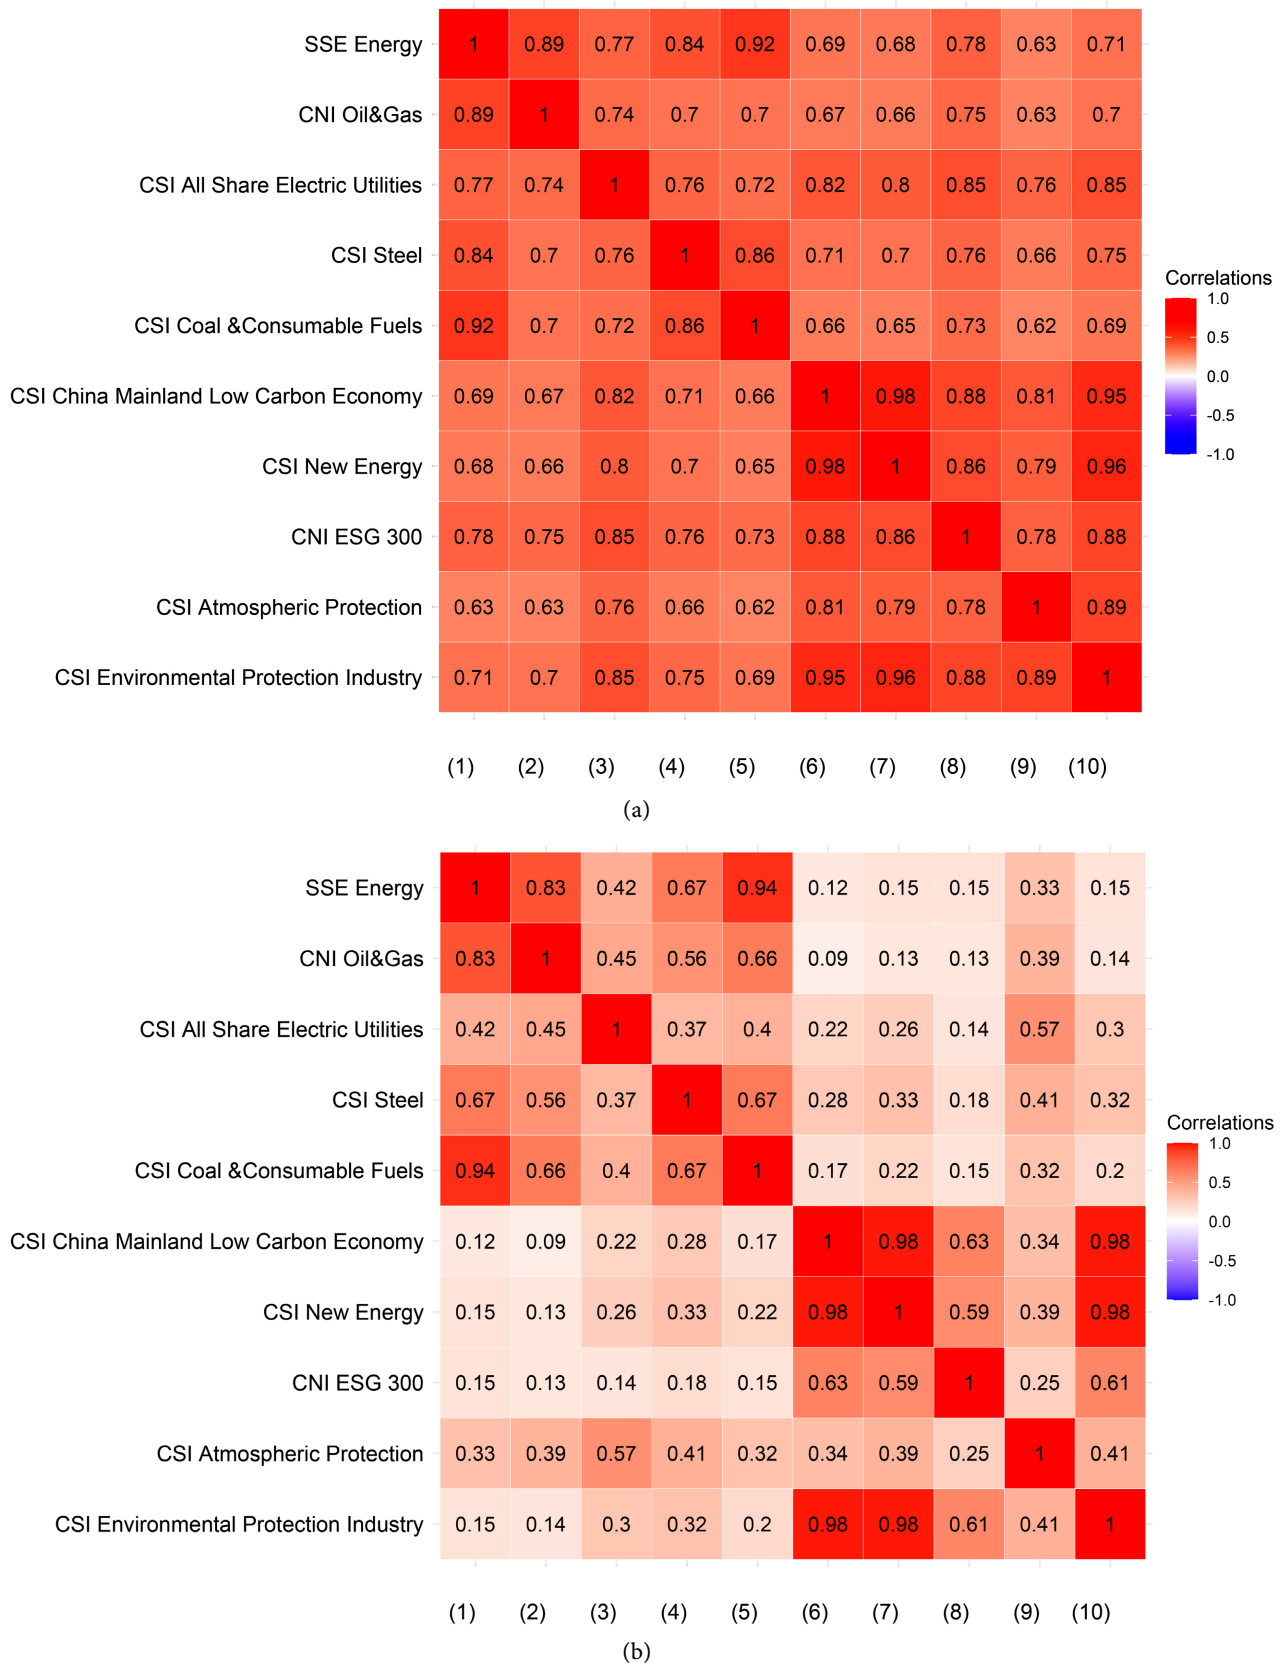 SSE Energy 1 0.89 0.77 0.84 0.92 0.69 0.68 0.78 0.63 0.71
CNI Oil&Gas 0.89 1 0.74 0.7 0.7 0.67 0.66 0.75 0.63 0.7
CSI All Share Electric Utilities 0.77 0.74 1 0.76 0.72 0.82 0.8 0.85 0.76 0.85
CSI Steel 0.84 0.7 0.76 1 0.86 0.71 0.7 0.76 0.66 0.75
CSI Coal &Consumable Fuels 0.92 0.7 0.72 0.86 1 0.66 0.65 0.73 0.62 0.69
CSI China Mainland Low Carbon Economy 0.69 0.67 0.82 0.71 0.66 1 0.98 0.88 0.81 0.95
CSI New Energy 0.68 0.66 0.8 0.7 0.65 0.98 1 0.86 0.79 0.96
CNI ESG 300 0.78 0.75 0.85 0.76 0.73 0.88 0.86 1 0.78 0.88
CSI Atmospheric Protection 0.63 0.63 0.76 0.66 0.62 0.81 0.79 0.78 1 0.89
CSI Environmental Protection Industry 0.71 0.7 0.85 0.75 0.69 0.95 0.96 0.88 0.89 1
(1) (2) (3) (4) (5) (6) (7) (8) (9) (10)
Correlations
1.0
0.5
0.0
-0.5
-1.0
(a)
SSE Energy 1 0.83 0.42 0.67 0.94 0.12 0.15 0.15 0.33 0.15
CNI Oil&Gas 0.83 1 0.45 0.56 0.66 0.09 0.13 0.13 0.39 0.14
CSI All Share Electric Utilities 0.42 0.45 1 0.37 0.4 0.22 0.26 0.14 0.57 0.3
CSI Steel 0.67 0.56 0.37 1 0.67 0.28 0.33 0.18 0.41 0.32
CSI Coal &Consumable Fuels 0.94 0.66 0.4 0.67 1 0.17 0.22 0.15 0.32 0.2
CSI China Mainland Low Carbon Economy 0.12 0.09 0.22 0.28 0.17 1 0.98 0.63 0.34 0.98
CSI New Energy 0.15 0.13 0.26 0.33 0.22 0.98 1 0.59 0.39 0.98
CNI ESG 300 0.15 0.13 0.14 0.18 0.15 0.63 0.59 1 0.25 0.61
CSI Atmospheric Protection 0.33 0.39 0.57 0.41 0.32 0.34 0.39 0.25 1 0.41
CSI Environmental Protection Industry 0.15 0.14 0.3 0.32 0.2 0.98 0.98 0.61 0.41 1
(1) (2) (3) (4) (5) (6) (7) (8) (9) (10)
Correlations
1.0
0.5
0.0
-0.5
-1.0
(b)